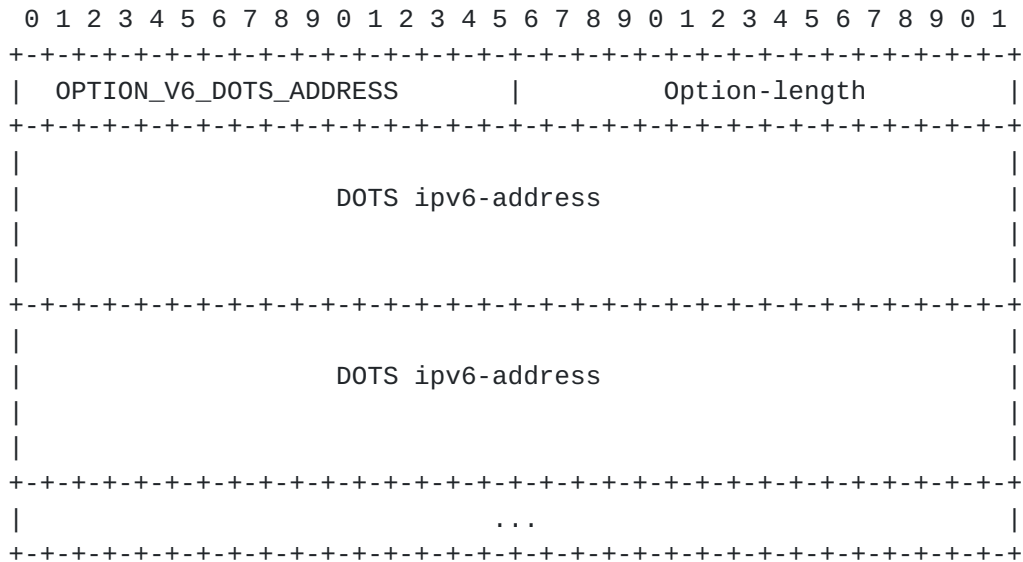 0 1 2 3 4 5 6 7 8 9 0 1 2 3 4 5 6 7 8 9 0 1 2 3 4 5 6 7 8 9 0 1
+-+-+-+-+-+-+-+-+-+-+-+-+-+-+-+-+-+-+-+-+-+-+-+-+-+-+-+-+-+-+-+-+
|  OPTION_V6_DOTS_ADDRESS       |         Option-length         |
+-+-+-+-+-+-+-+-+-+-+-+-+-+-+-+-+-+-+-+-+-+-+-+-+-+-+-+-+-+-+-+-+
|                                                               |
|                    DOTS ipv6-address                          |
|                                                               |
|                                                               |
+-+-+-+-+-+-+-+-+-+-+-+-+-+-+-+-+-+-+-+-+-+-+-+-+-+-+-+-+-+-+-+-+
|                                                               |
|                    DOTS ipv6-address                          |
|                                                               |
|                                                               |
+-+-+-+-+-+-+-+-+-+-+-+-+-+-+-+-+-+-+-+-+-+-+-+-+-+-+-+-+-+-+-+-+
|                              ...                              |
+-+-+-+-+-+-+-+-+-+-+-+-+-+-+-+-+-+-+-+-+-+-+-+-+-+-+-+-+-+-+-+-+